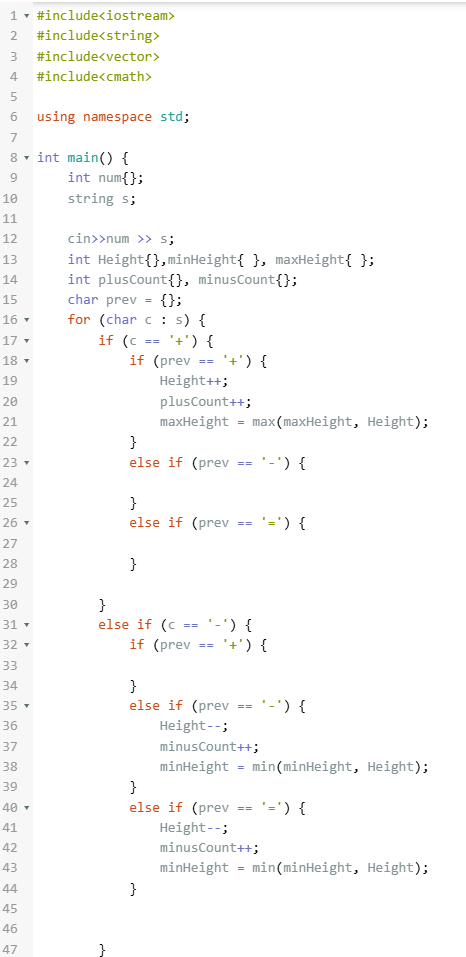 1 #include<iostream>
2 #include<string>
3 #include<vector>
4 #include<cmath>
5
6 using namespace std;
7
8 int main() {
9     int num{};
10     string s;
11
12     cin>>num >> s;
13     int Height{},minHeight{ }, maxHeight{ };
14     int plusCount{}, minusCount{};
15     char prev = {};
16     for (char c : s) {
17         if (c == '+') {
18             if (prev == '+') {
19                 Height++;
20                 plusCount++;
21                 maxHeight = max(maxHeight, Height);
22             }
23             else if (prev == '-') {
24
25             }
26             else if (prev == '=') {
27
28             }
29
30         }
31         else if (c == '-') {
32             if (prev == '+') {
33
34             }
35             else if (prev == '-') {
36                 Height--;
37                 minusCount++;
38                 minHeight = min(minHeight, Height);
39             }
40             else if (prev == '=') {
41                 Height--;
42                 minusCount++;
43                 minHeight = min(minHeight, Height);
44             }
45
46
47         }